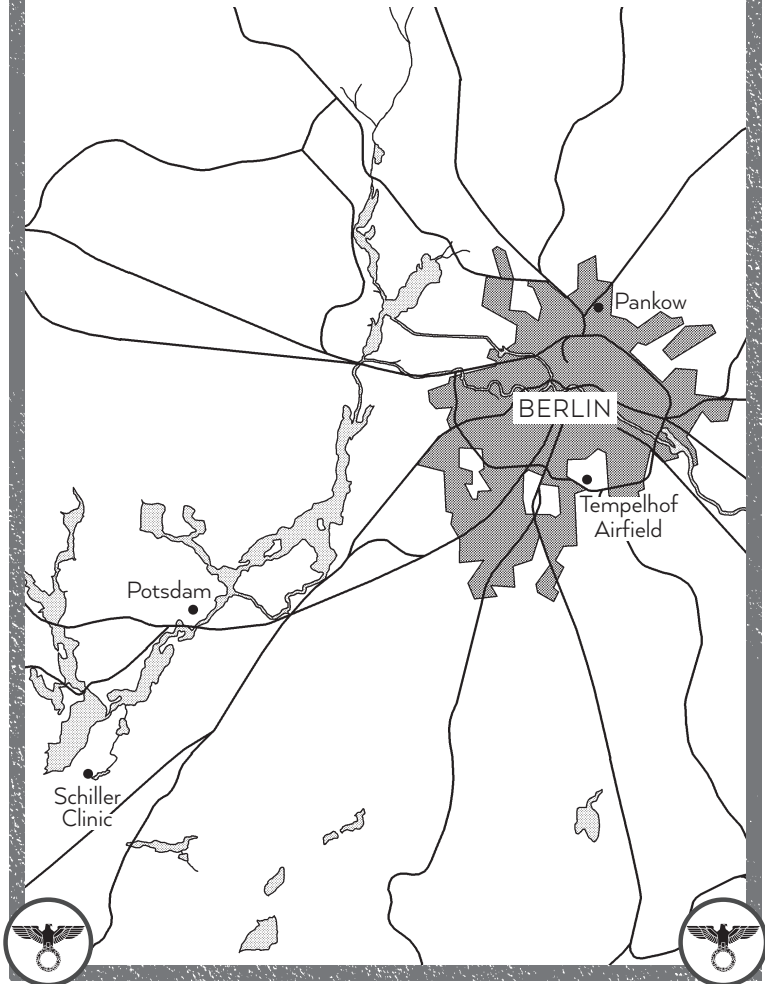 Pankow
BERLIN
Tempelhof
Airfield
Potsdam
Schiller
Clinic